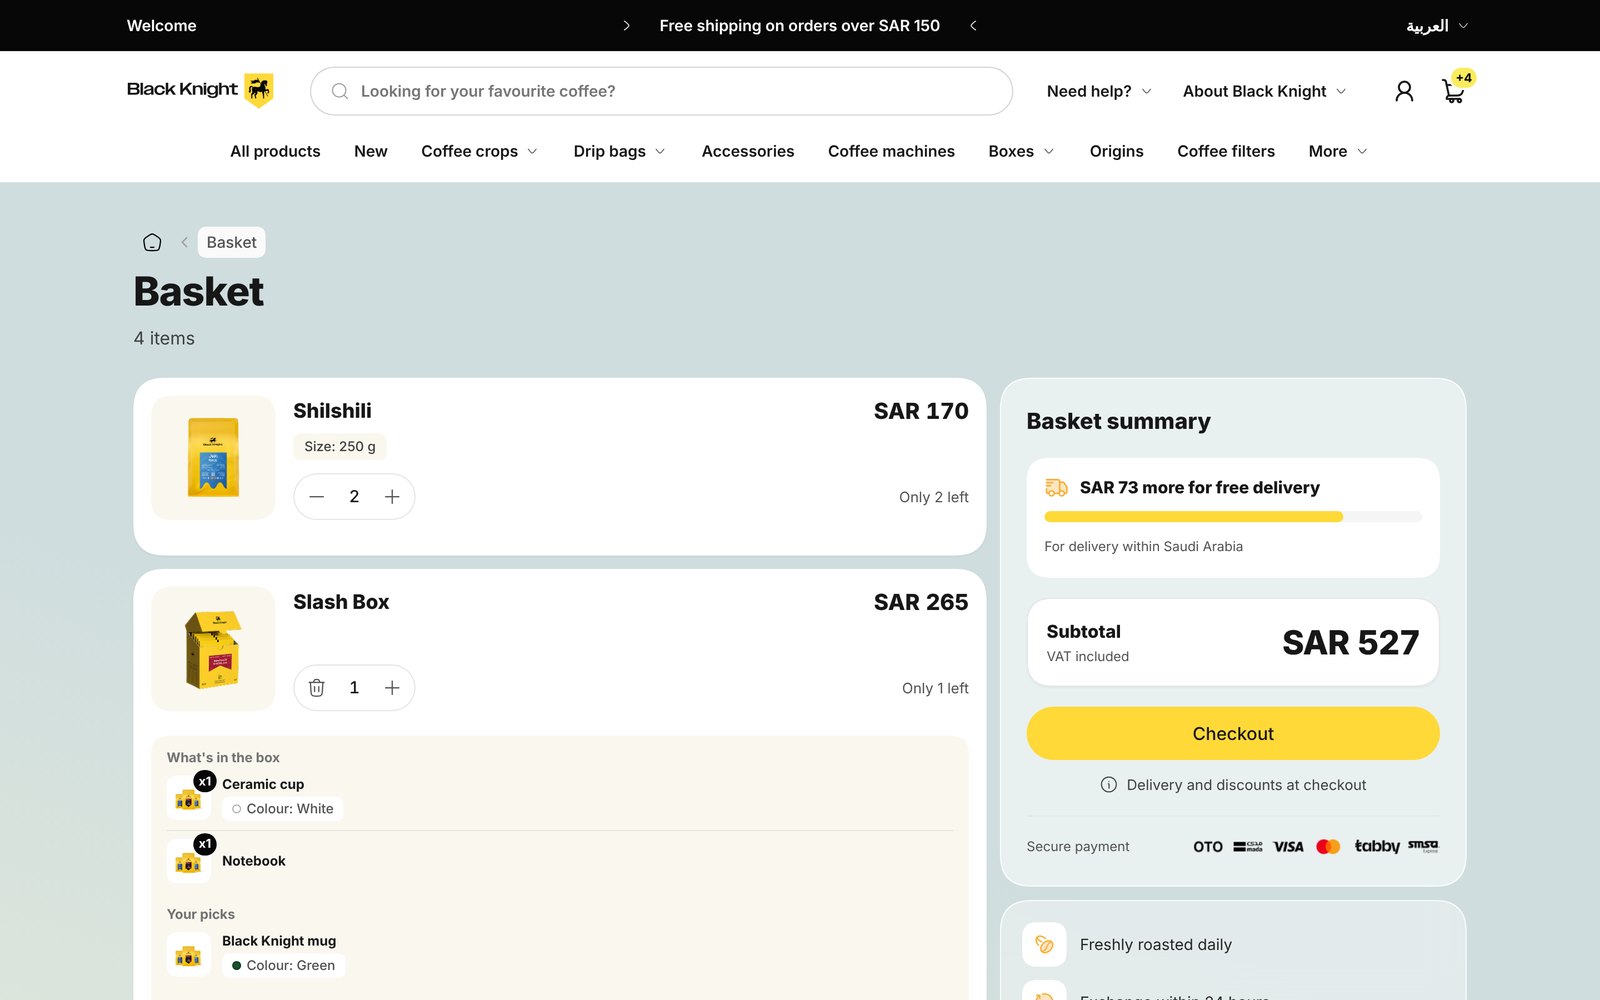 Welcome
Free shipping on orders over SAR 150
العربية
Black Knight
Looking for your favourite coffee?
Need help?
About Black Knight
+4
All products
New
Coffee crops
Drip bags
Accessories
Coffee machines
Boxes
Origins
Coffee filters
More
Basket
Basket
4 items
Shilshili
SAR 170
Size: 250 g
2
Only 2 left
Slash Box
SAR 265
1
Only 1 left
What's in the box
x1
Ceramic cup
Colour: White
x1
Notebook
Your picks
Black Knight mug
Colour: Green
Basket summary
SAR 73 more for free delivery
For delivery within Saudi Arabia
Subtotal
SAR 527
VAT included
Checkout
Delivery and discounts at checkout
Secure payment
OTO
mada
VISA
tabby
smsa
Freshly roasted daily
Exchange within 24 hours